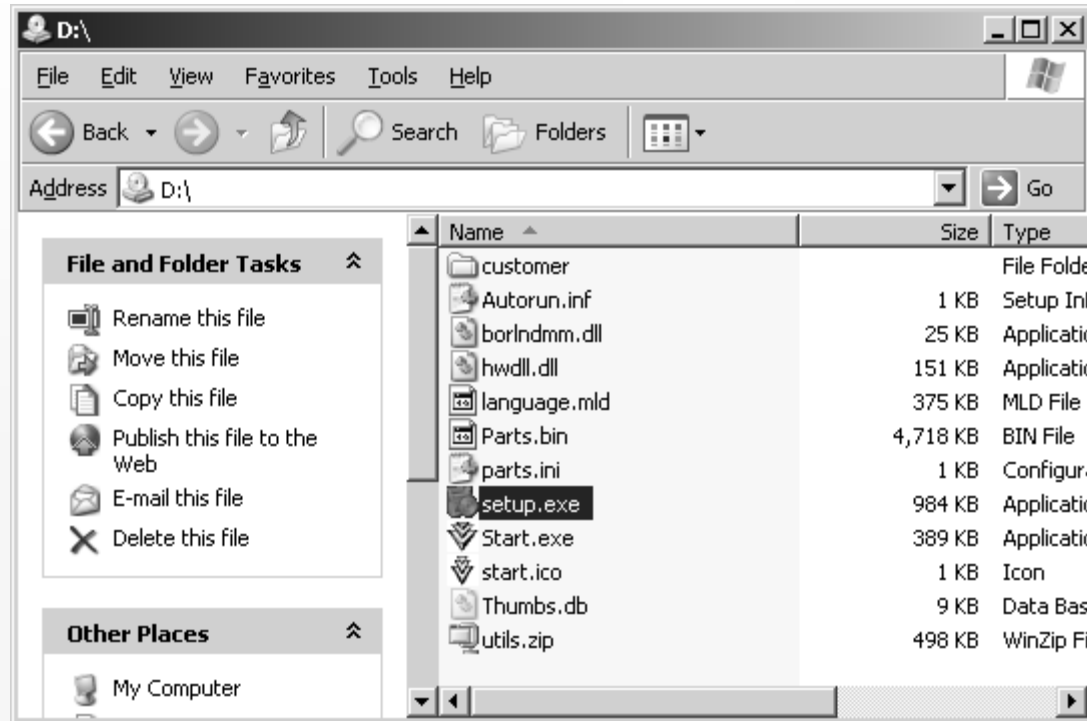 D:\
File Edit View Favorites Tools Help
Back Search Folders
Address D:\ Go
File and Folder Tasks
Rename this file
Move this file
Copy this file
Publish this file to the
Web
E-mail this file
Delete this file
Other Places
My Computer
Name Size Type
customer File Folde
Autorun.inf 1 KB Setup Inf
borlndmm.dll 25 KB Applicatio
hwdll.dll 151 KB Applicatio
language.mld 375 KB MLD File
Parts.bin 4,718 KB BIN File
parts.ini 1 KB Configura
setup.exe 984 KB Applicatio
Start.exe 389 KB Applicatio
start.ico 1 KB Icon
Thumbs.db 9 KB Data Bas
utils.zip 498 KB WinZip Fi